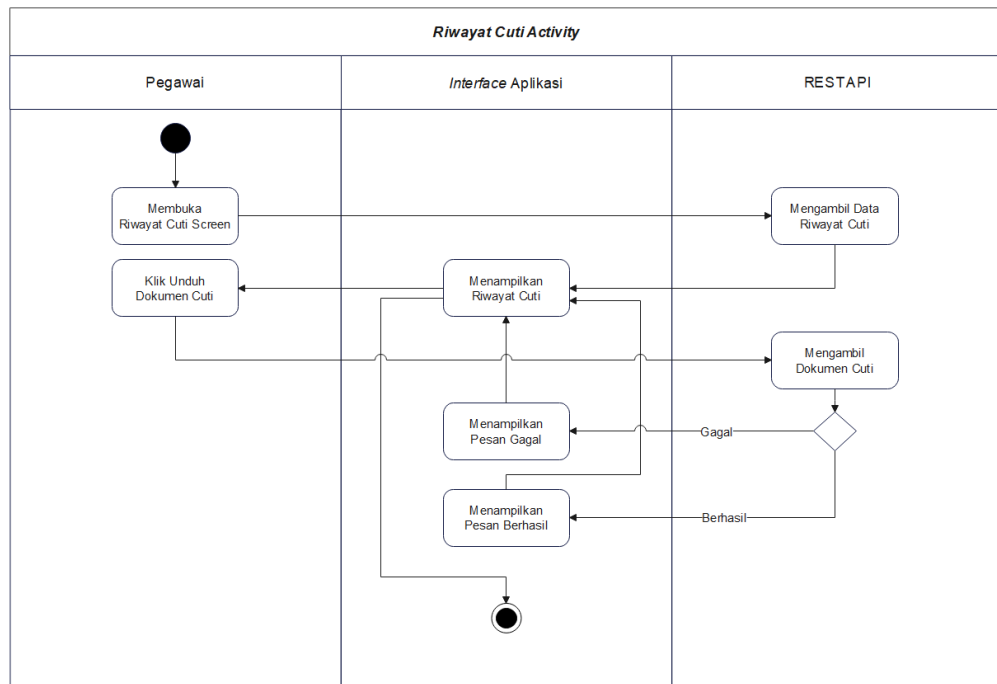 Riwayat Cuti Activity
Pegawai
Interface Aplikasi
RESTAPI
Membuka
Riwayat Cuti Screen
Mengambil Data
Riwayat Cuti
Klik Unduh
Dokumen Cuti
Menampilkan
Riwayat Cuti
Mengambil
Dokumen Cuti
Menampilkan
Pesan Gagal
Gagal
Menampilkan
Pesan Berhasil
Berhasil